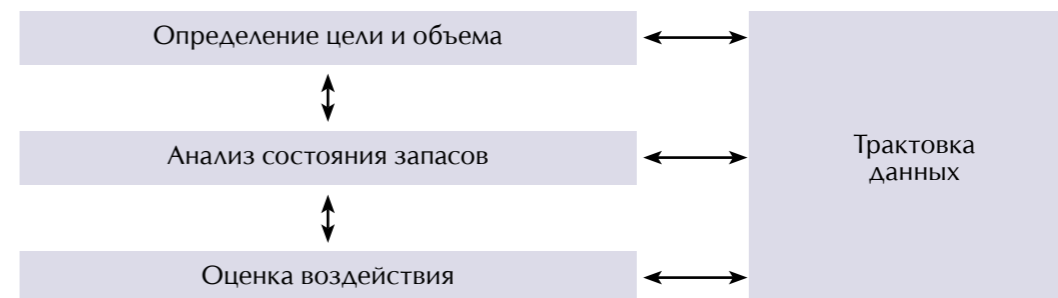 Определение цели и объема
Анализ состояния запасов
Трактовка
данных
Оценка воздействия